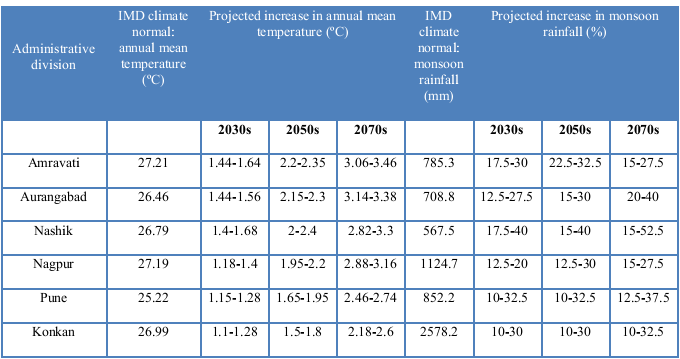 Administrative division | IMD climate normal: annual mean temperature (ºC) | Projected increase in annual mean temperature (ºC) | IMD climate normal: monsoon rainfall (mm) | Projected increase in monsoon rainfall (%)
2030s | 2050s | 2070s | 2030s | 2050s | 2070s
Amravati | 27.21 | 1.44-1.64 | 2.2-2.35 | 3.06-3.46 | 785.3 | 17.5-30 | 22.5-32.5 | 15-27.5
Aurangabad | 26.46 | 1.44-1.56 | 2.15-2.3 | 3.14-3.38 | 708.8 | 12.5-27.5 | 15-30 | 20-40
Nashik | 26.79 | 1.4-1.68 | 2-2.4 | 2.82-3.3 | 567.5 | 17.5-40 | 15-40 | 15-52.5
Nagpur | 27.19 | 1.18-1.4 | 1.95-2.2 | 2.88-3.16 | 1124.7 | 12.5-20 | 12.5-30 | 15-27.5
Pune | 25.22 | 1.15-1.28 | 1.65-1.95 | 2.46-2.74 | 852.2 | 10-32.5 | 10-32.5 | 12.5-37.5
Konkan | 26.99 | 1.1-1.28 | 1.5-1.8 | 2.18-2.6 | 2578.2 | 10-30 | 10-30 | 10-32.5